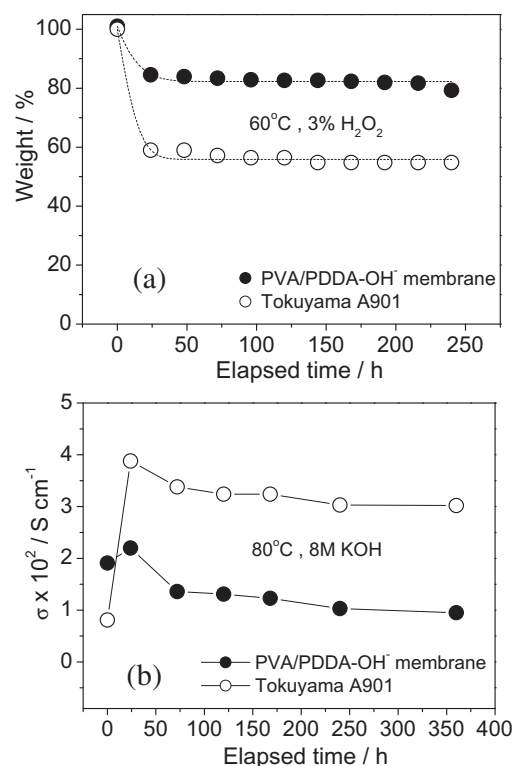 100
80
60
40
20
0
Weight / %
60°C , 3% H₂O₂
(a)
PVA/PDDA-OH⁻ membrane
Tokuyama A901
0 50 100 150 200 250
Elapsed time / h
5
4
3
2
1
0
σ x 10² / S cm⁻¹
80°C , 8M KOH
(b)
PVA/PDDA-OH⁻ membrane
Tokuyama A901
0 50 100 150 200 250 300 350 400
Elapsed time / h